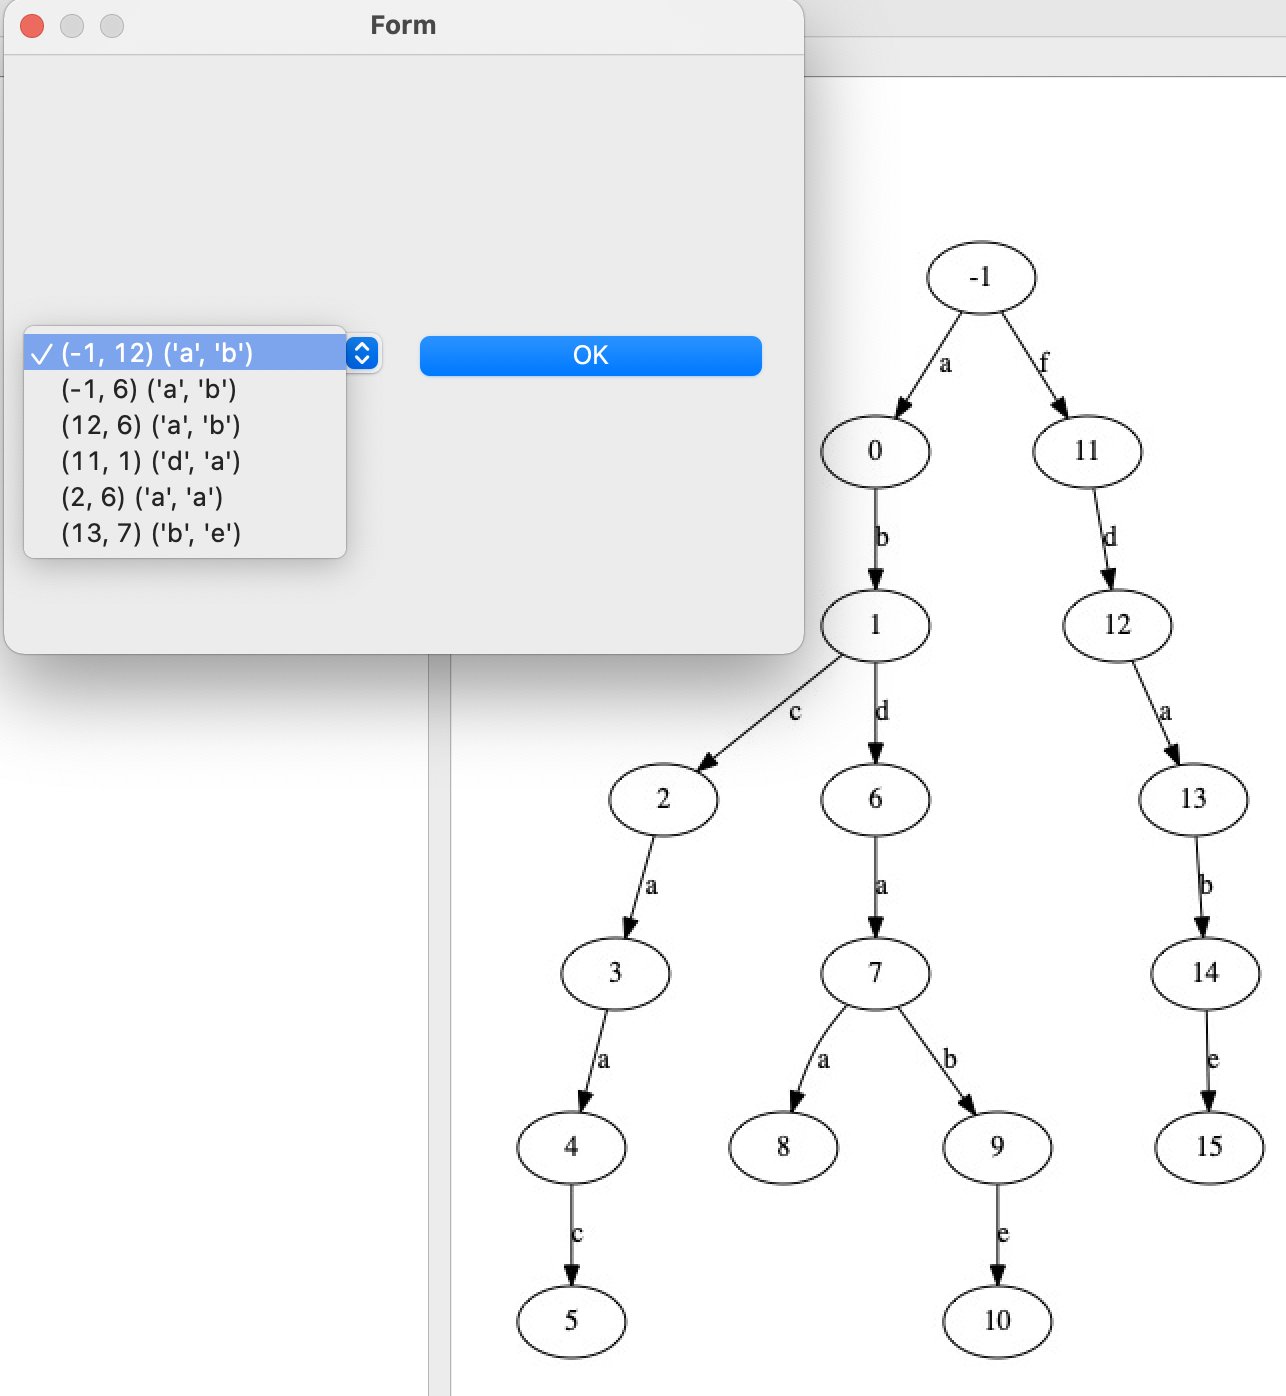 Form
✓ (-1, 12) ('a', 'b')
(-1, 6) ('a', 'b')
(12, 6) ('a', 'b')
(11, 1) ('d', 'a')
(2, 6) ('a', 'a')
(13, 7) ('b', 'e')
OK
-1
a f
0 11
b d
1 12
c d a
2 6 13
a a b
3 7 14
a a b e
4 8 9 15
c e
5 10